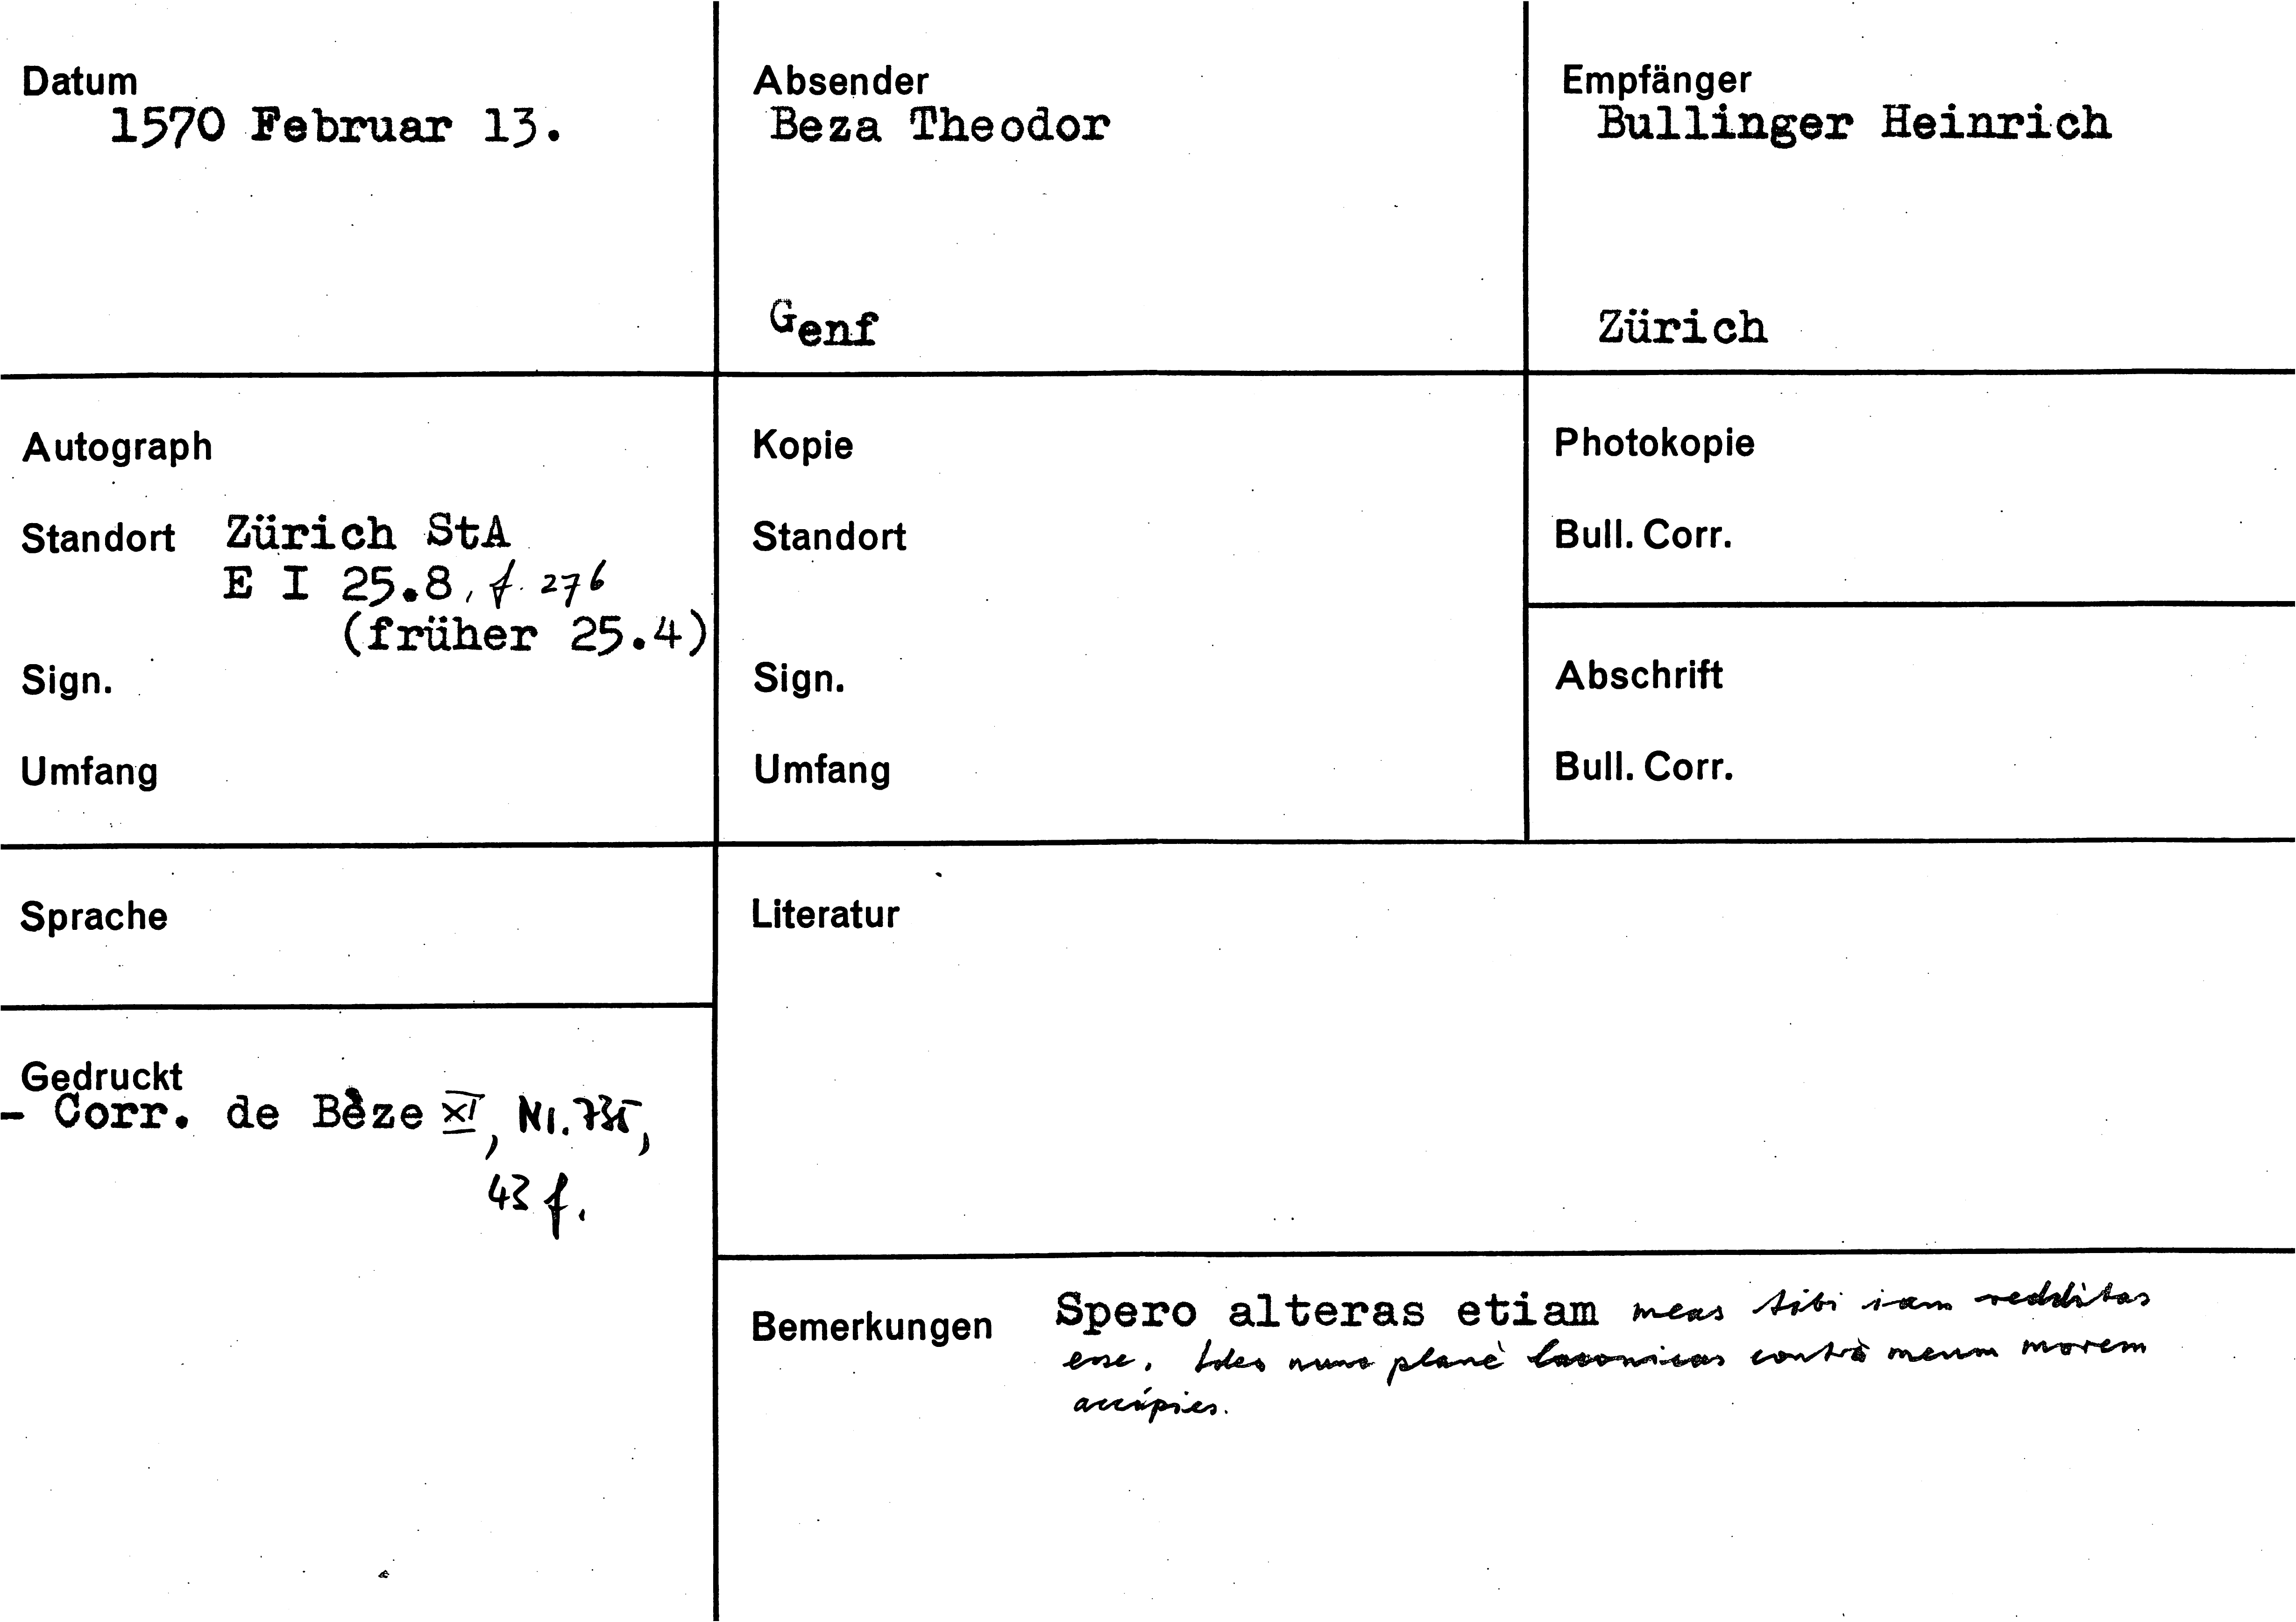 Datum
1570 Februar 13.
Absender
Beza Theodor
Genf
Empfänger
Bullinger Heinrich
Zürich
Autograph
Standort Zürich StA
E I 25.8, f. 276
(früher 25.4)
Sign.
Umfang
Kopie
Standort
Sign.
Umfang
Photokopie
Bull. Corr.
Abschrift
Bull. Corr.
Sprache
Gedruckt
- Corr. de Bèze XI, Nr. 735,
43 f.
Literatur
Bemerkungen Spero alteras etiam meas tibi iam redditas
esse. Ideo nunc planè laconicas contrà meum morem
accipies.